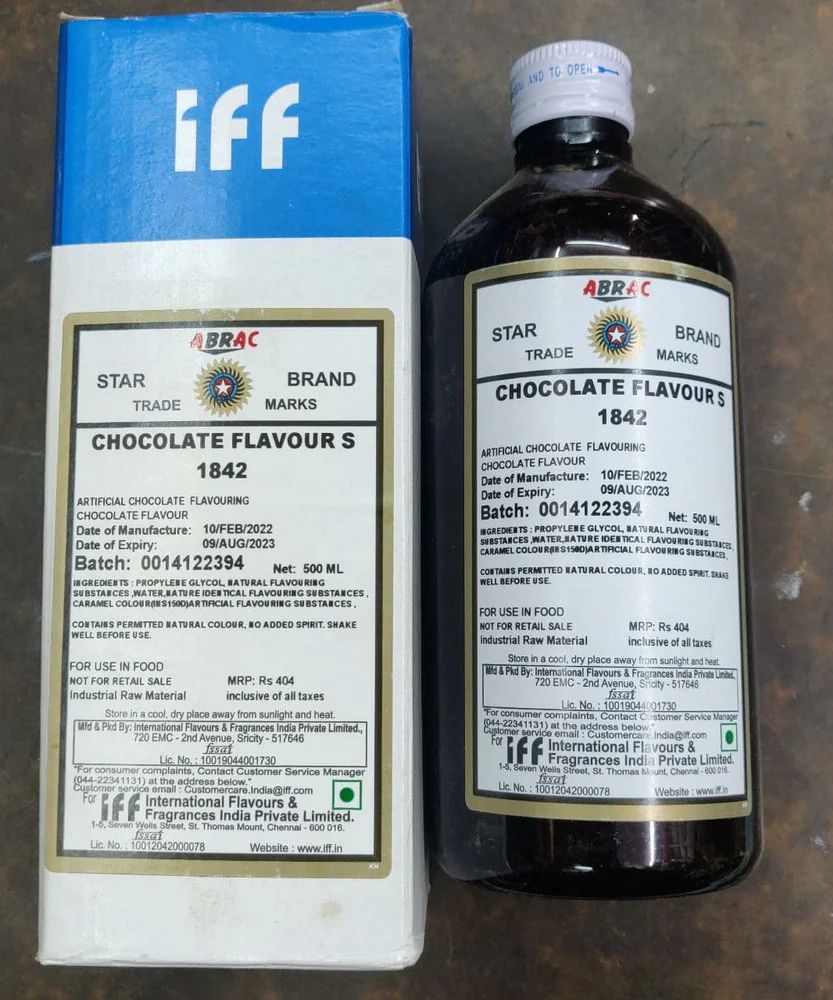 iff
ABRAC
STAR BRAND
TRADE MARKS
CHOCOLATE FLAVOUR S
1842
ARTIFICIAL CHOCOLATE FLAVOURING
CHOCOLATE FLAVOUR
Date of Manufacture: 10/FEB/2022
Date of Expiry: 09/AUG/2023
Batch: 0014122394 Net: 500 ML
INGREDIENTS : PROPYLENE GLYCOL, NATURAL FLAVOURING
SUBSTANCES ,WATER,NATURE IDENTICAL FLAVOURING SUBSTANCES ,
CARAMEL COLOUR(INS150D)ARTIFICIAL FLAVOURING SUBSTANCES ,
CONTAINS PERMITTED NATURAL COLOUR, NO ADDED SPIRIT. SHAKE
WELL BEFORE USE.
FOR USE IN FOOD
NOT FOR RETAIL SALE MRP: Rs 404
Industrial Raw Material inclusive of all taxes
Store in a cool, dry place away from sunlight and heat.
Mfd & Pkd By: International Flavours & Fragrances India Private Limited.,
720 EMC - 2nd Avenue, Sricity - 517646
fssai
Lic. No. : 10019044001730
"For consumer complaints, Contact Customer Service Manager
(044-22341131) at the address below."
Customer service email : Customercare.India@iff.com
For iff International Flavours &
Fragrances India Private Limited.
1-5, Seven Wells Street, St. Thomas Mount, Chennai - 600 016.
fssai
Lic. No. : 10012042000078 Website : www.iff.in
KH
AND TO OPEN
ABRAC
STAR BRAND
TRADE MARKS
CHOCOLATE FLAVOUR S
1842
ARTIFICIAL CHOCOLATE FLAVOURING
CHOCOLATE FLAVOUR
Date of Manufacture: 10/FEB/2022
Date of Expiry: 09/AUG/2023
Batch: 0014122394 Net: 500 ML
INGREDIENTS : PROPYLENE GLYCOL, NATURAL FLAVOURING
SUBSTANCES ,WATER,NATURE IDENTICAL FLAVOURING SUBSTANCES ,
CARAMEL COLOUR(INS150D)ARTIFICIAL FLAVOURING SUBSTANCES ,
CONTAINS PERMITTED NATURAL COLOUR, NO ADDED SPIRIT. SHAKE
WELL BEFORE USE.
FOR USE IN FOOD
NOT FOR RETAIL SALE MRP: Rs 404
Industrial Raw Material inclusive of all taxes
Store in a cool, dry place away from sunlight and heat.
Mfd & Pkd By: International Flavours & Fragrances India Private Limited.,
720 EMC - 2nd Avenue, Sricity - 517646
fssai
Lic. No. : 10019044001730
"For consumer complaints, Contact Customer Service Manager
(044-22341131) at the address below."
Customer service email : Customercare.India@iff.com
For iff International Flavours &
Fragrances India Private Limited.
1-5, Seven Wells Street, St. Thomas Mount, Chennai - 600 016.
fssai
Lic. No. : 10012042000078 Website : www.iff.in